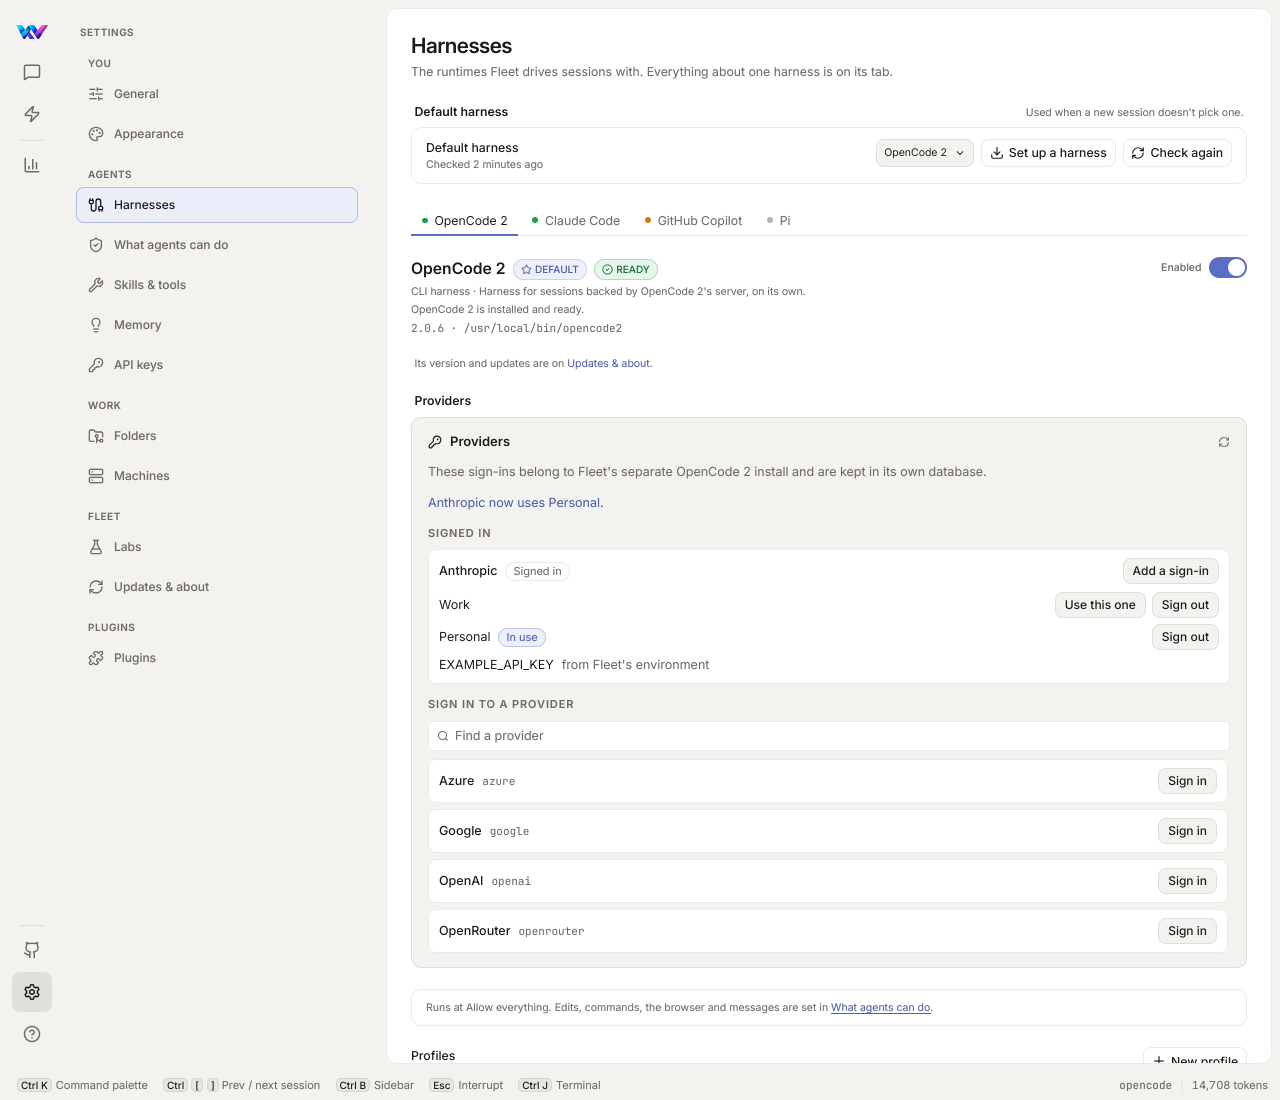 SETTINGS
YOU
General
Appearance
AGENTS
Harnesses
What agents can do
Skills & tools
Memory
API keys
WORK
Folders
Machines
FLEET
Labs
Updates & about
PLUGINS
Plugins
Harnesses
The runtimes Fleet drives sessions with. Everything about one harness is on its tab.
Default harness
Used when a new session doesn't pick one.
Default harness
Checked 2 minutes ago
OpenCode 2
Set up a harness
Check again
OpenCode 2
Claude Code
GitHub Copilot
Pi
OpenCode 2 DEFAULT READY
Enabled
CLI harness · Harness for sessions backed by OpenCode 2's server, on its own.
OpenCode 2 is installed and ready.
2.0.6 · /usr/local/bin/opencode2
Its version and updates are on Updates & about.
Providers
Providers
These sign-ins belong to Fleet's separate OpenCode 2 install and are kept in its own database.
Anthropic now uses Personal.
SIGNED IN
Anthropic Signed in
Add a sign-in
Work
Use this one
Sign out
Personal In use
Sign out
EXAMPLE_API_KEY from Fleet's environment
SIGN IN TO A PROVIDER
Find a provider
Azure azure
Sign in
Google google
Sign in
OpenAI openai
Sign in
OpenRouter openrouter
Sign in
Runs at Allow everything. Edits, commands, the browser and messages are set in What agents can do.
Profiles
New profile
Ctrl K Command palette
Ctrl [ ] Prev / next session
Ctrl B Sidebar
Esc Interrupt
Ctrl J Terminal
opencode
14,708 tokens